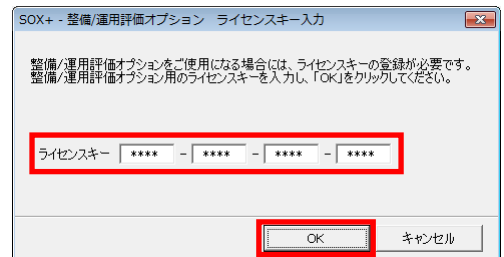 SOX+ - 整備/運用評価オプション　ライセンスキー入力
整備/運用評価オプションをご使用になる場合には、ライセンスキーの登録が必要です。
整備/運用評価オプション用のライセンスキーを入力し、「OK」をクリックしてください。
ライセンスキー **** - **** - **** - ****
OK キャンセル